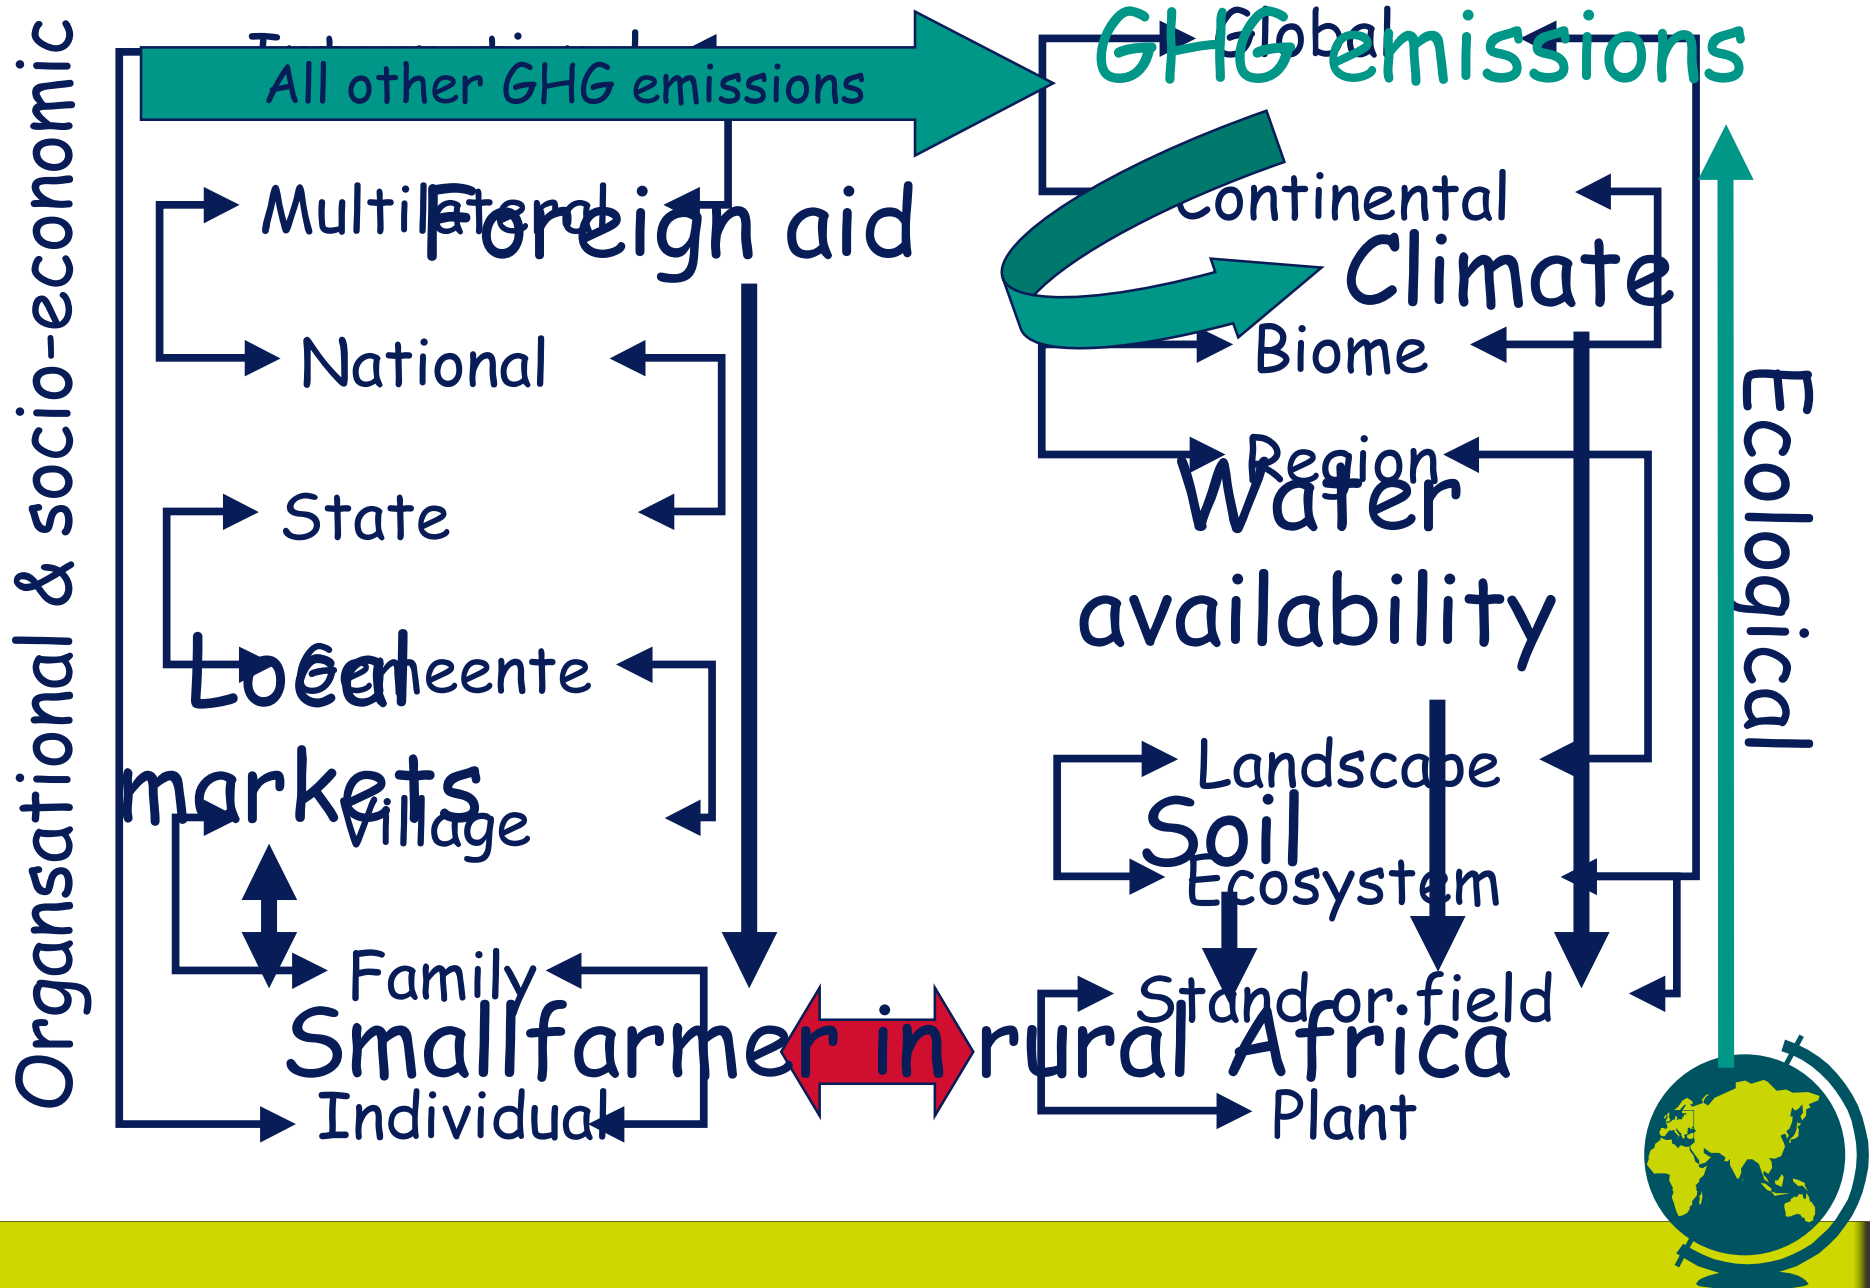 Organsational & socio-economic
International
All other GHG emissions
Multilateral
Foreign aid
National
State
Gemeente
Local
markets
Village
Family
Smallfarmer in rural Africa
Individual
Global
GHG emissions
Continental
Climate
Biome
Region
Water
availability
Landscape
Soil
Ecosystem
Stand or field
Plant
Ecological